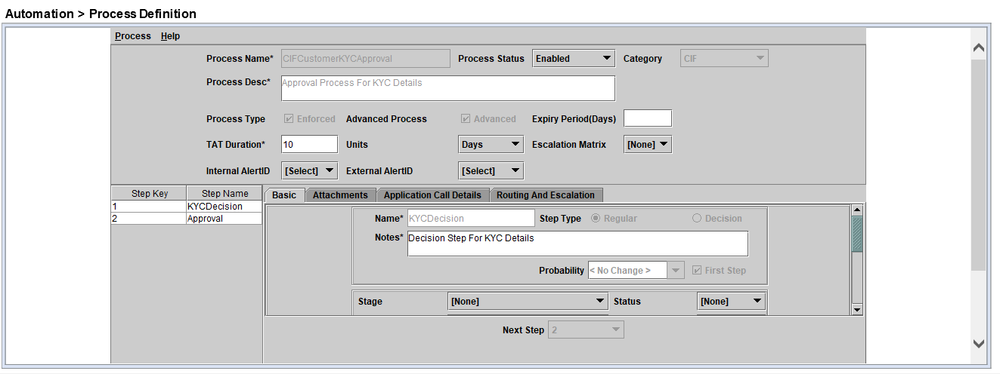 Automation > Process Definition
Process Help
Process Name* CIFCustomerKYCApproval Process Status Enabled Category CIF
Process Desc* Approval Process For KYC Details
Process Type Enforced Advanced Process Advanced Expiry Period(Days)
TAT Duration* 10 Units Days Escalation Matrix [None]
Internal AlertID [Select] External AlertID [Select]
Step Key Step Name Basic Attachments Application Call Details Routing And Escalation
1 KYCDecision
2 Approval
Name* KYCDecision Step Type Regular Decision
Notes* Decision Step For KYC Details
Probability < No Change > First Step
Stage [None] Status [None]
Next Step 2